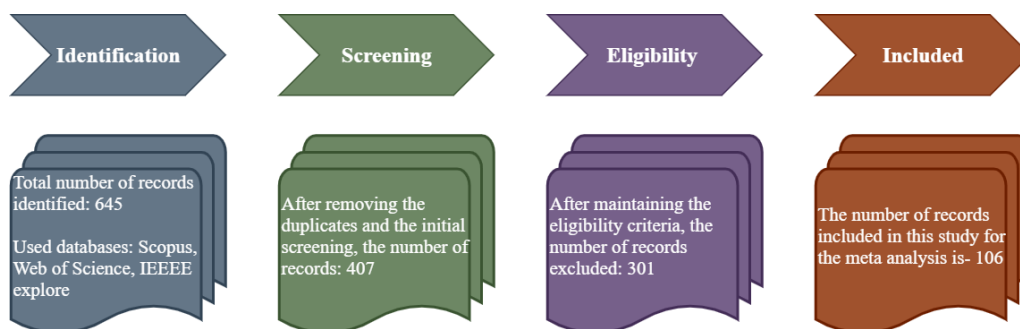 Identification
Screening
Eligibility
Included
Total number of records
identified: 645
Used databases: Scopus,
Web of Science, IEEEE
explore
After removing the
duplicates and the initial
screening, the number of
records: 407
After maintaining the
eligibility criteria, the
number of records
excluded: 301
The number of records
included in this study for
the meta analysis is- 106